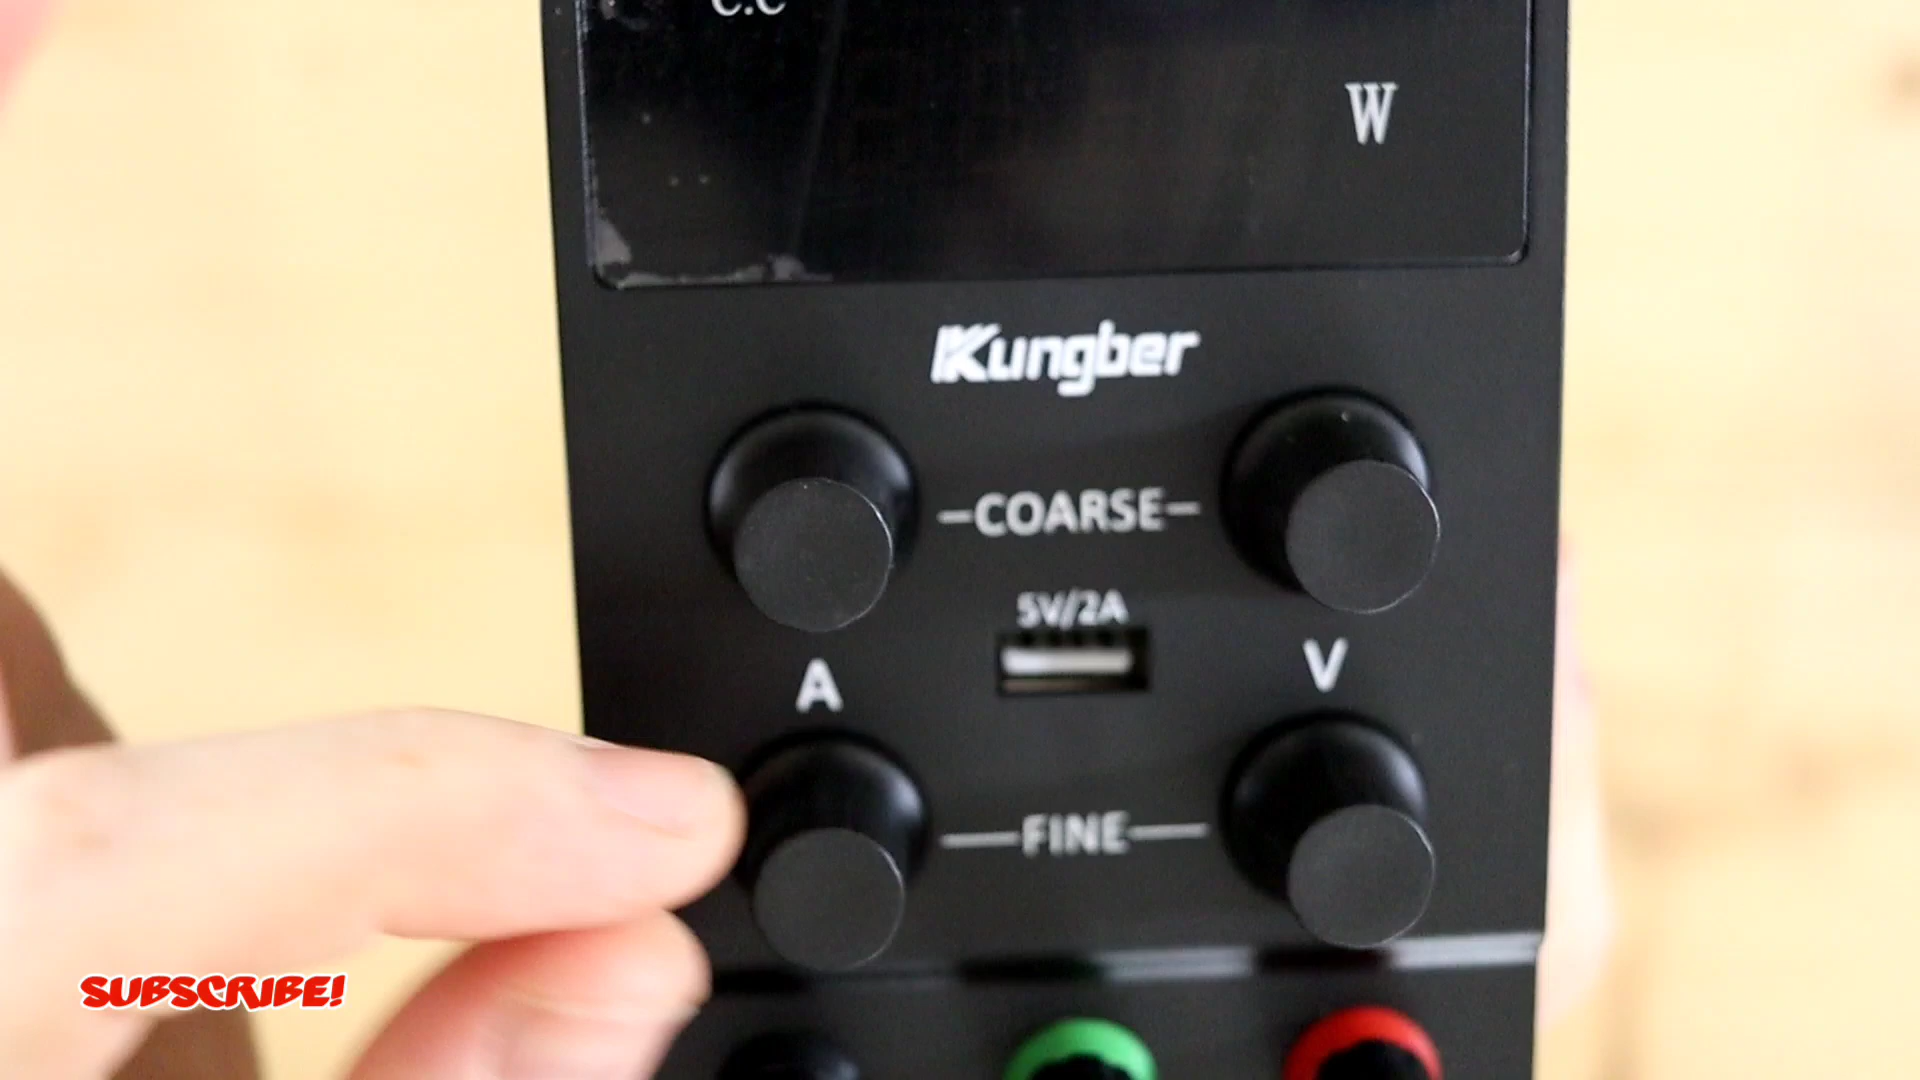 C.C
W
Kungber
COARSE
5V/2A
A
V
FINE
SUBSCRIBE!